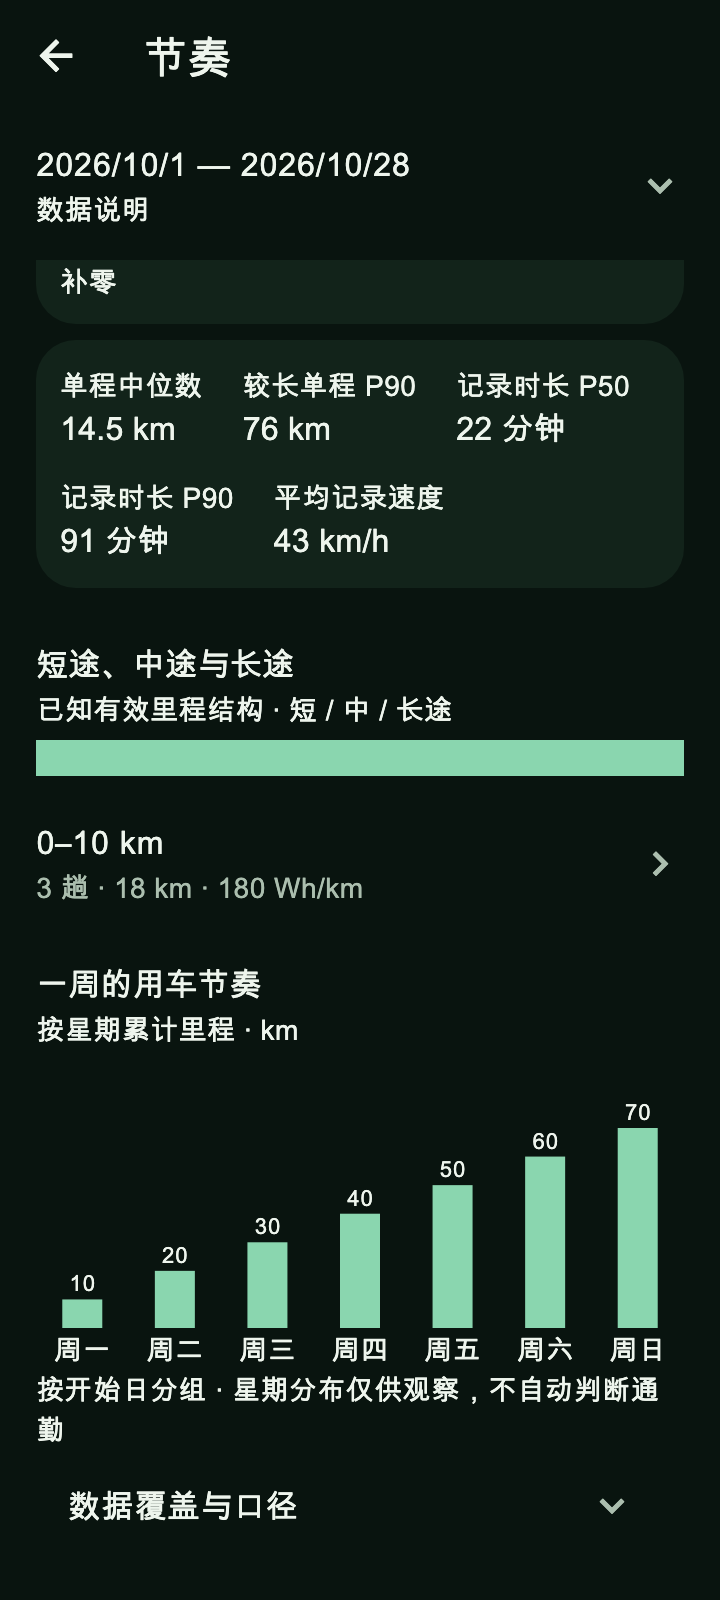 节奏
2026/10/1 — 2026/10/28
数据说明
补零
单程中位数 较长单程 P90 记录时长 P50
14.5 km 76 km 22 分钟
记录时长 P90 平均记录速度
91 分钟 43 km/h
短途、中途与长途
已知有效里程结构 · 短 / 中 / 长途
0–10 km
3 趟 · 18 km · 180 Wh/km
一周的用车节奏
按星期累计里程 · km
10 20 30 40 50 60 70
周一 周二 周三 周四 周五 周六 周日
按开始日分组 · 星期分布仅供观察，不自动判断通
勤
数据覆盖与口径